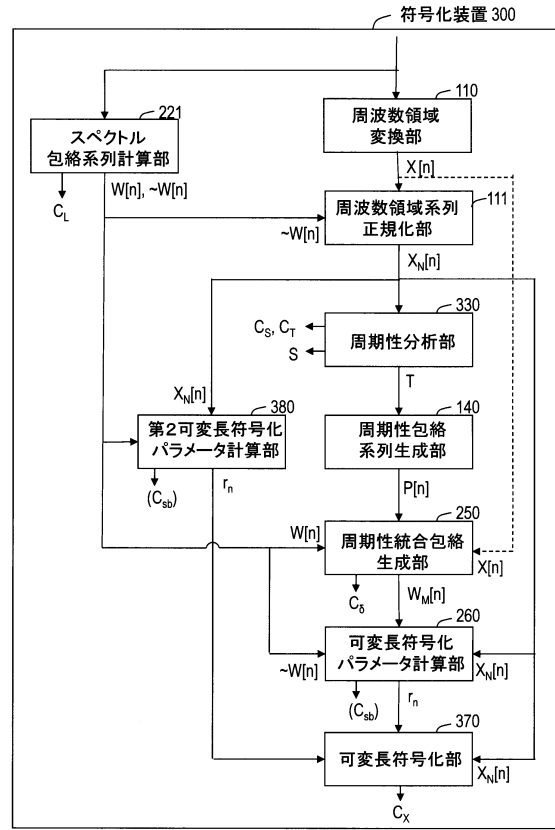 符号化装置 300
221
スペクトル
包絡系列計算部
110
周波数領域
変換部
X[n]
W[n], ~W[n]
C_L
周波数領域系列
正規化部
111
~W[n]
X_N[n]
330
周期性分析部
C_S, C_T
S
T
X_N[n]
380
第2可変長符号化
パラメータ計算部
140
周期性包絡
系列生成部
(C_sb)
r_n
P[n]
W[n]
250
周期性統合包絡
生成部
X[n]
C_δ
W_M[n]
260
可変長符号化
パラメータ計算部
~W[n]
X_N[n]
(C_sb)
r_n
370
可変長符号化部
X_N[n]
C_X